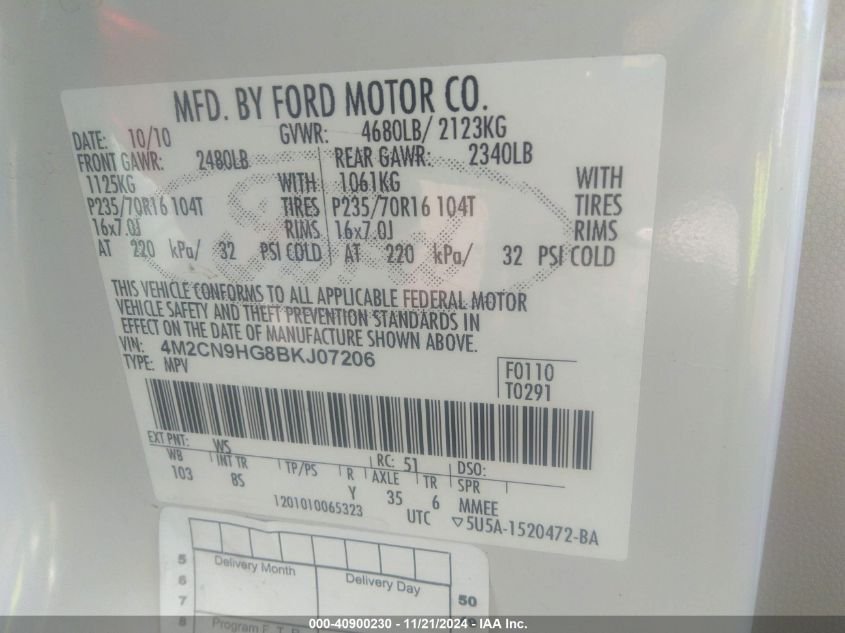 MFD. BY FORD MOTOR CO.
DATE: 10/10 GVWR: 4680LB/ 2123KG
FRONT GAWR: 2480LB REAR GAWR: 2340LB
1125KG WITH 1061KG WITH
P235/70R16 104T TIRES P235/70R16 104T TIRES
16x7.0J RIMS 16x7.0J RIMS
AT 220 kPa/ 32 PSI COLD AT 220 kPa/ 32 PSI COLD
THIS VEHICLE CONFORMS TO ALL APPLICABLE FEDERAL MOTOR
VEHICLE SAFETY AND THEFT PREVENTION STANDARDS IN
EFFECT ON THE DATE OF MANUFACTURE SHOWN ABOVE.
VIN: 4M2CN9HG8BKJ07206
TYPE: MPV
F0110
T0291
EXT PNT: WS RC: 51 DSO:
WB INT TR TP/PS R AXLE TR SPR
103 8S Y 35 6 MMEE
1201010065323 UTC ▽5U5A-1520472-BA
5 Delivery Month Delivery Day
6
7 50
8
000-40900230 - 11/21/2024 - IAA Inc.